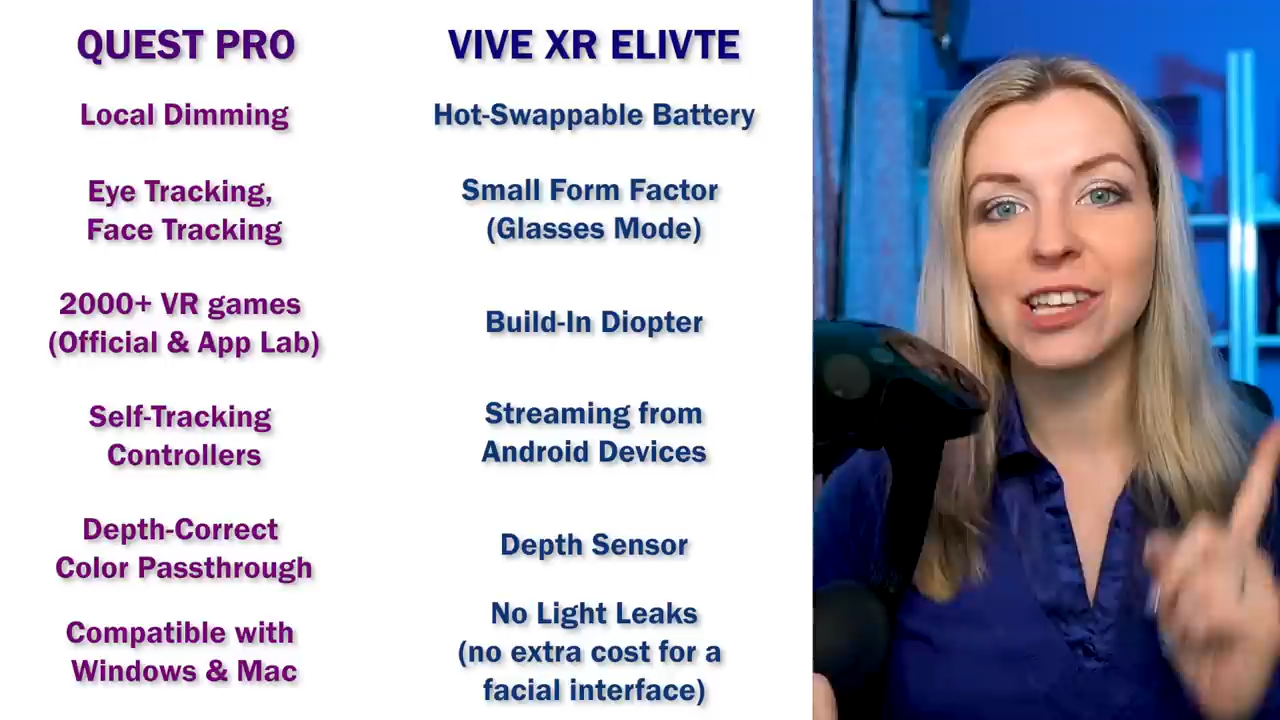 QUEST PRO
Local Dimming
Eye Tracking,
Face Tracking
2000+ VR games
(Official & App Lab)
Self-Tracking
Controllers
Depth-Correct
Color Passthrough
Compatible with
Windows & Mac
VIVE XR ELIVTE
Hot-Swappable Battery
Small Form Factor
(Glasses Mode)
Build-In Diopter
Streaming from
Android Devices
Depth Sensor
No Light Leaks
(no extra cost for a
facial interface)